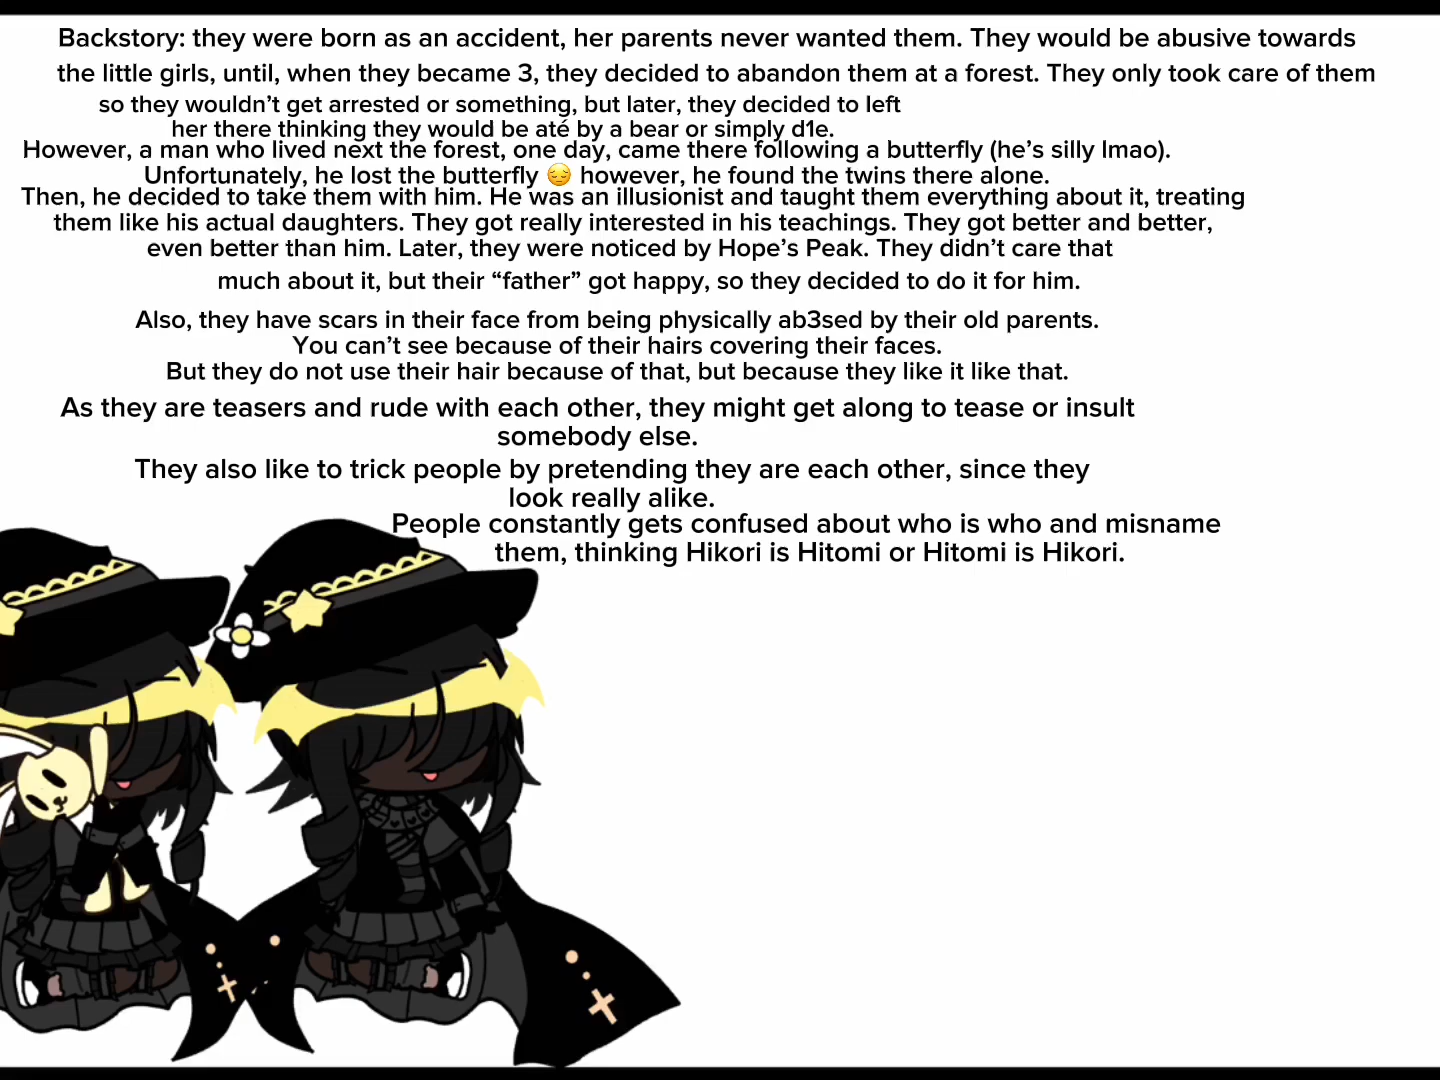 Backstory: they were born as an accident, her parents never wanted them. They would be abusive towards
the little girls, until, when they became 3, they decided to abandon them at a forest. They only took care of them
so they wouldn't get arrested or something, but later, they decided to left
her there thinking they would be até by a bear or simply d1e.
However, a man who lived next the forest, one day, came there following a butterfly (he's silly lmao).
Unfortunately, he lost the butterfly 😔 however, he found the twins there alone.
Then, he decided to take them with him. He was an illusionist and taught them everything about it, treating
them like his actual daughters. They got really interested in his teachings. They got better and better,
even better than him. Later, they were noticed by Hope's Peak. They didn't care that
much about it, but their “father” got happy, so they decided to do it for him.
Also, they have scars in their face from being physically ab3sed by their old parents.
You can't see because of their hairs covering their faces.
But they do not use their hair because of that, but because they like it like that.
As they are teasers and rude with each other, they might get along to tease or insult
somebody else.
They also like to trick people by pretending they are each other, since they
look really alike.
People constantly gets confused about who is who and misname
them, thinking Hikori is Hitomi or Hitomi is Hikori.